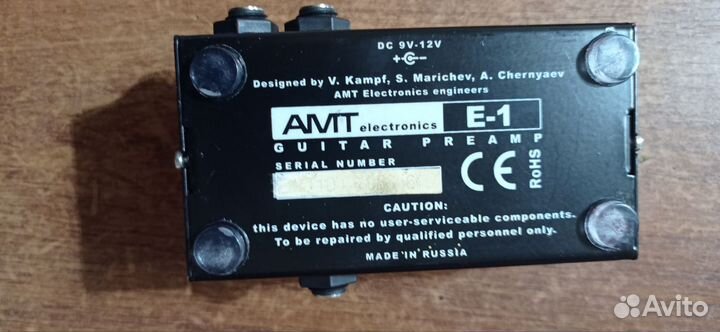 DC 9V-12V
Designed by V. Kampf, S. Marichev, A. Chernyaev
AMT Electronics engineers
AMT electronics E-1
GUITAR PREAMP
SERIAL NUMBER
CE RoHS
CAUTION:
this device has no user-serviceable components.
To be repaired by qualified personnel only.
MADE IN RUSSIA
Avito